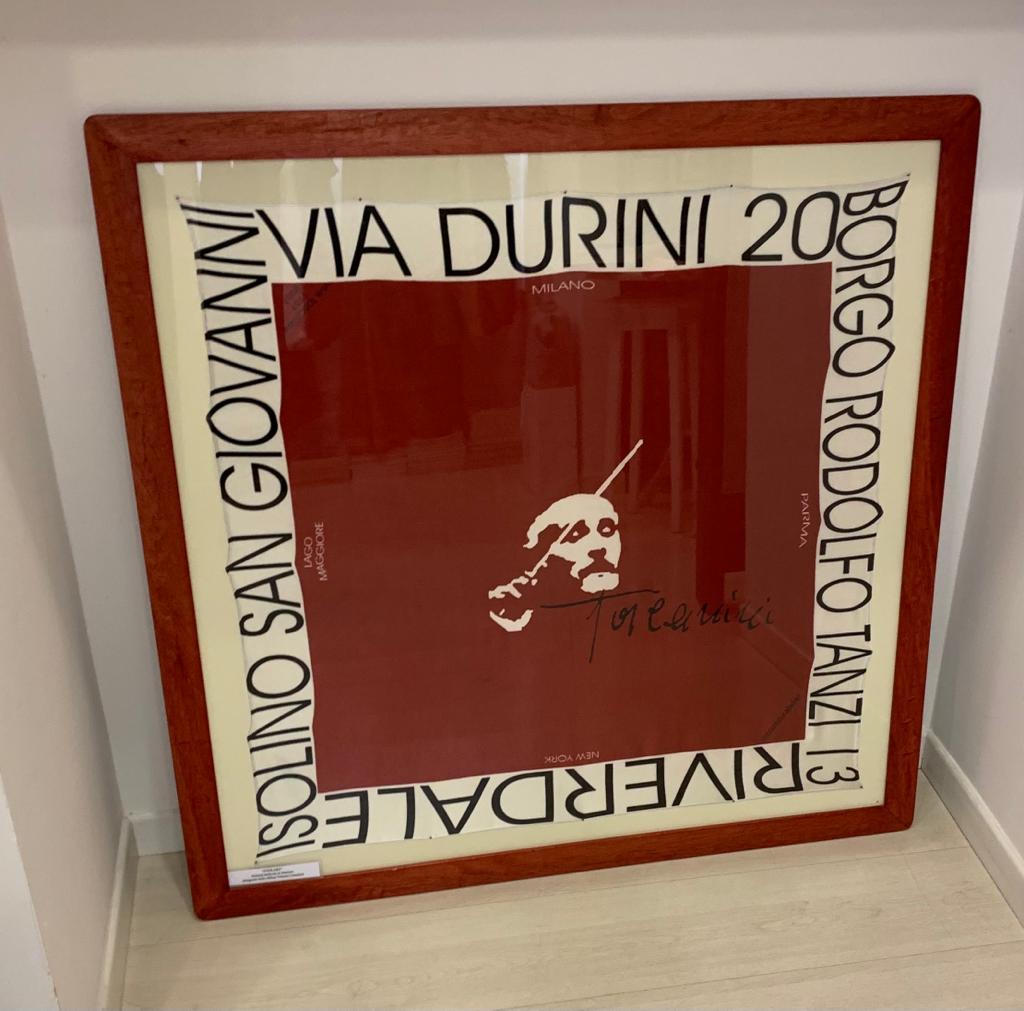 VIA DURINI 20
MILANO
BORGO RODOLFO TANZI 13
PARMA
RIVERDALE
NEW YORK
ISOLINO SAN GIOVANNI
LAGO
MAGGIORE
Toscanini